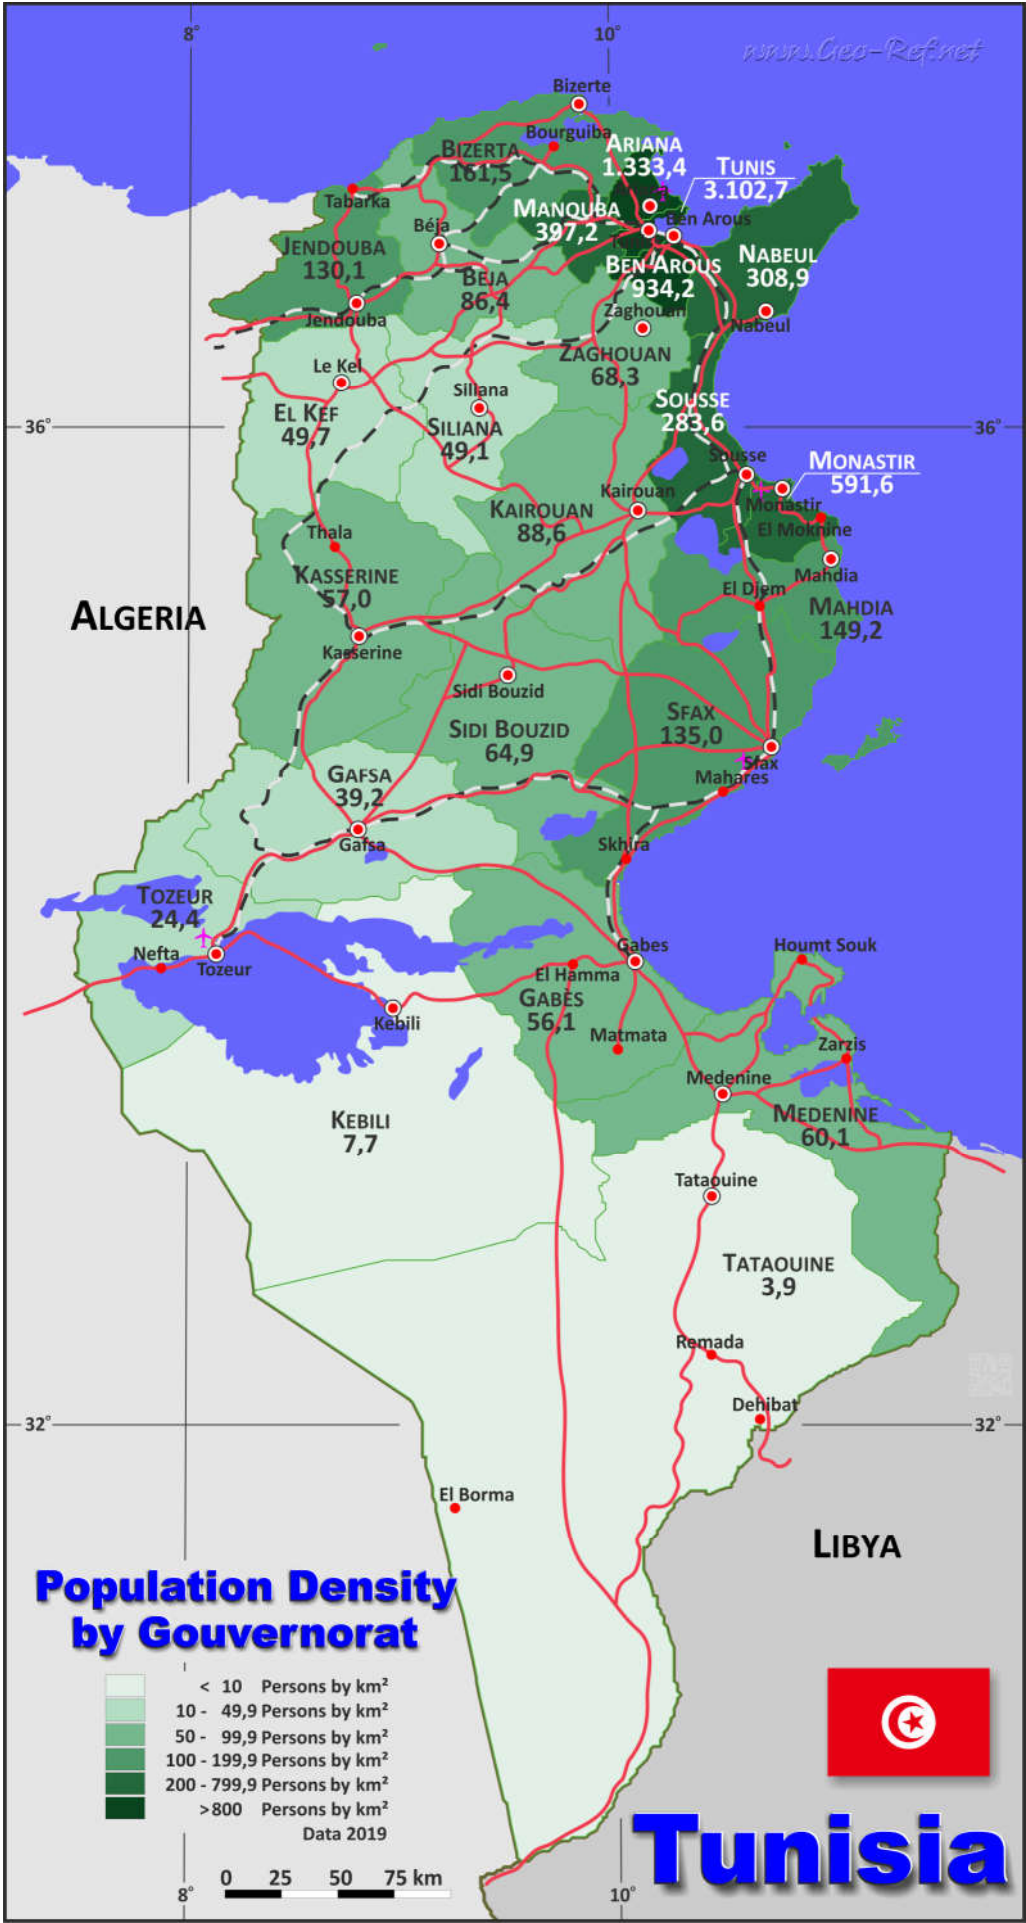 8°
10°
www.Geo-Ref.net
Bizerte
Bourguiba
ARIANA
1.333,4
BIZERTA
161,5
TUNIS
3.102,7
Tabarka
MANOUBA
397,2
Ben Arous
Béja
JENDOUBA
130,1
BEN AROUS
934,2
NABEUL
308,9
BEJA
86,4
Jendouba
Zaghouan
Nabeul
ZAGHOUAN
68,3
Le Kel
Siliana
EL KEF
49,7
SILIANA
49,1
SOUSSE
283,6
36°
36°
Sousse
MONASTIR
591,6
Kairouan
KAIROUAN
88,6
Monastir
El Moknine
Thala
KASSERINE
57,0
Mahdia
El Djem
MAHDIA
149,2
ALGERIA
Kasserine
Sidi Bouzid
SIDI BOUZID
64,9
SFAX
135,0
Sfax
Mahares
GAFSA
39,2
Gafsa
Skhira
TOZEUR
24,4
Nefta
Tozeur
Gabes
Houmt Souk
El Hamma
GABÈS
56,1
Kebili
Matmata
Zarzis
Medenine
MEDENINE
60,1
KEBILI
7,7
Tataouine
TATAOUINE
3,9
Remada
Dehibat
32°
32°
El Borma
LIBYA
Population Density
by Gouvernorat
< 10 Persons by km²
10 - 49,9 Persons by km²
50 - 99,9 Persons by km²
100 - 199,9 Persons by km²
200 - 799,9 Persons by km²
>800 Persons by km²
Data 2019
0 25 50 75 km
Tunisia
8°
10°